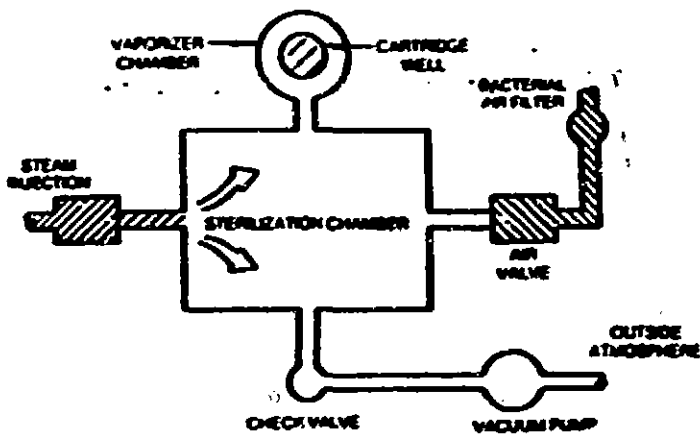 VAPORIZER
CHAMBER
CARTRIDGE
WELL
BACTERIAL
AIR FILTER
STEAM
INJECTION
STERILIZATION CHAMBER
AIR
VALVE
OUTSIDE
ATMOSPHERE
CHECK VALVE
VACUUM PUMP